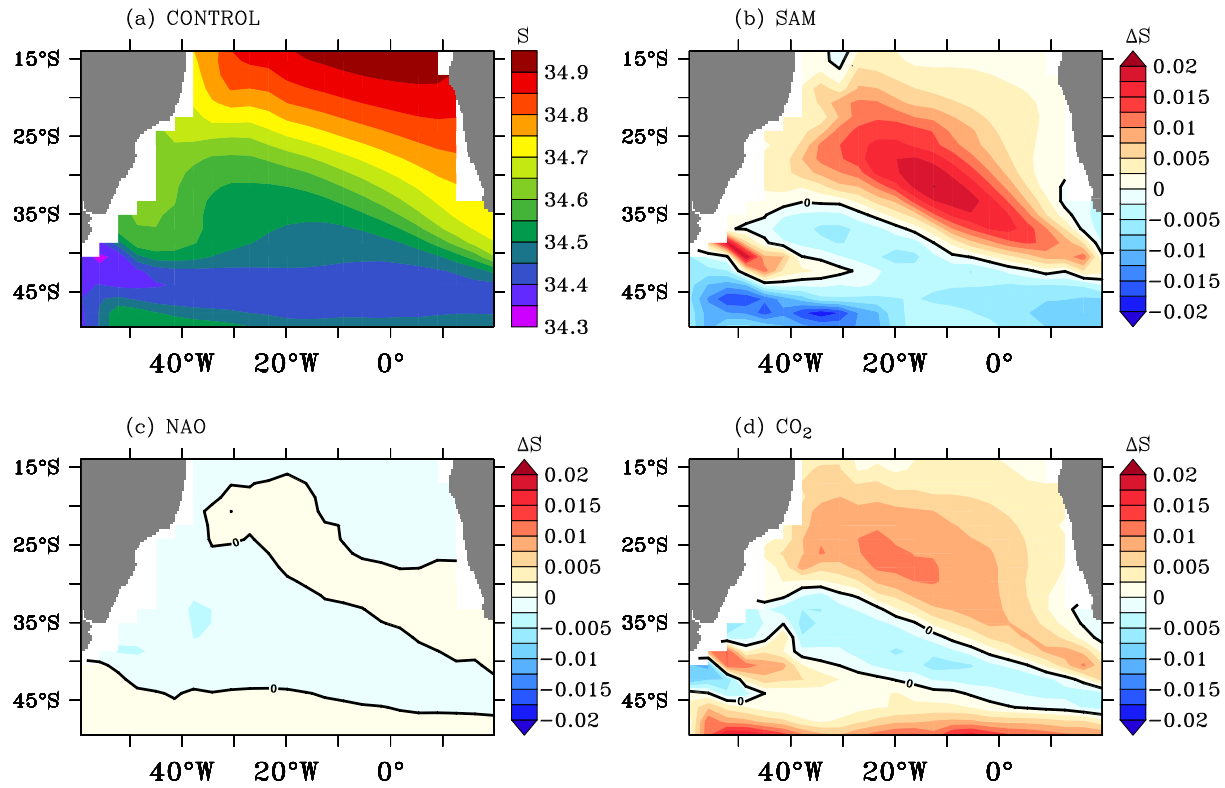 (a) CONTROL
S
15°S
25°S
35°S
45°S
40°W
20°W
0°
34.9
34.8
34.7
34.6
34.5
34.4
34.3
(b) SAM
ΔS
15°S
25°S
35°S
45°S
0
40°W
20°W
0°
0.02
0.015
0.01
0.005
0
−0.005
−0.01
−0.015
−0.02
(c) NAO
ΔS
15°S
25°S
35°S
45°S
0
0
40°W
20°W
0°
0.02
0.015
0.01
0.005
0
−0.005
−0.01
−0.015
−0.02
(d) CO₂
ΔS
15°S
25°S
35°S
45°S
0
0
0
40°W
20°W
0°
0.02
0.015
0.01
0.005
0
−0.005
−0.01
−0.015
−0.02